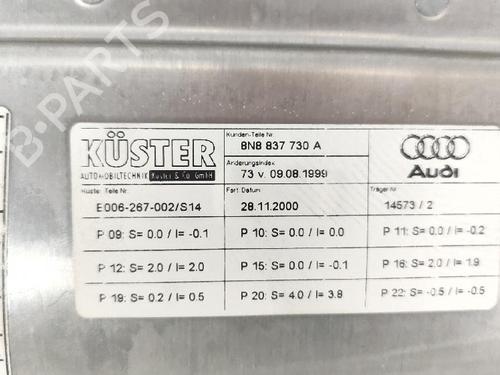 B-PARTS
KÜSTER
AUTOMOBILTECHNIK Küster & Co. GmbH
Kunden-Teile Nr.
8N8 837 730 A
Änderungsindex
73 v. 09.08.1999
Audi
Küster Teile Nr.
E006-267-002/S14
Fert. Datum
28.11.2000
Träger Nr.
14573 / 2
P 09: S= 0.0 / I= -0.1
P 10: S= 0.0 / I= 0.0
P 11: S= 0.0 / I= -0.2
P 12: S= 2.0 / I= 2.0
P 15: S= 0.0 / I= -0.1
P 16: S= 2.0 / I= 1.9
P 19: S= 0.2 / I= 0.5
P 20: S= 4.0 / I= 3.8
P 22: S= -0.5 / I= -0.5